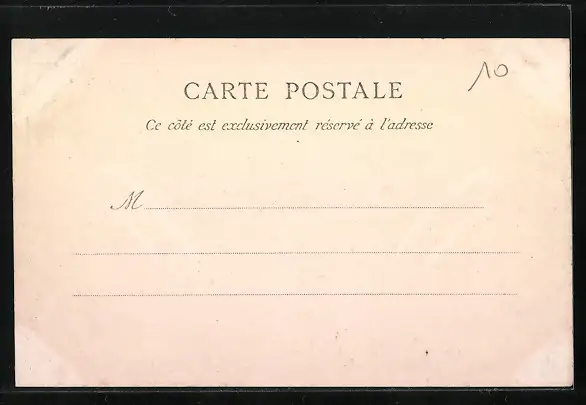 10
CARTE POSTALE
Ce côté est exclusivement réservé à l'adresse
M